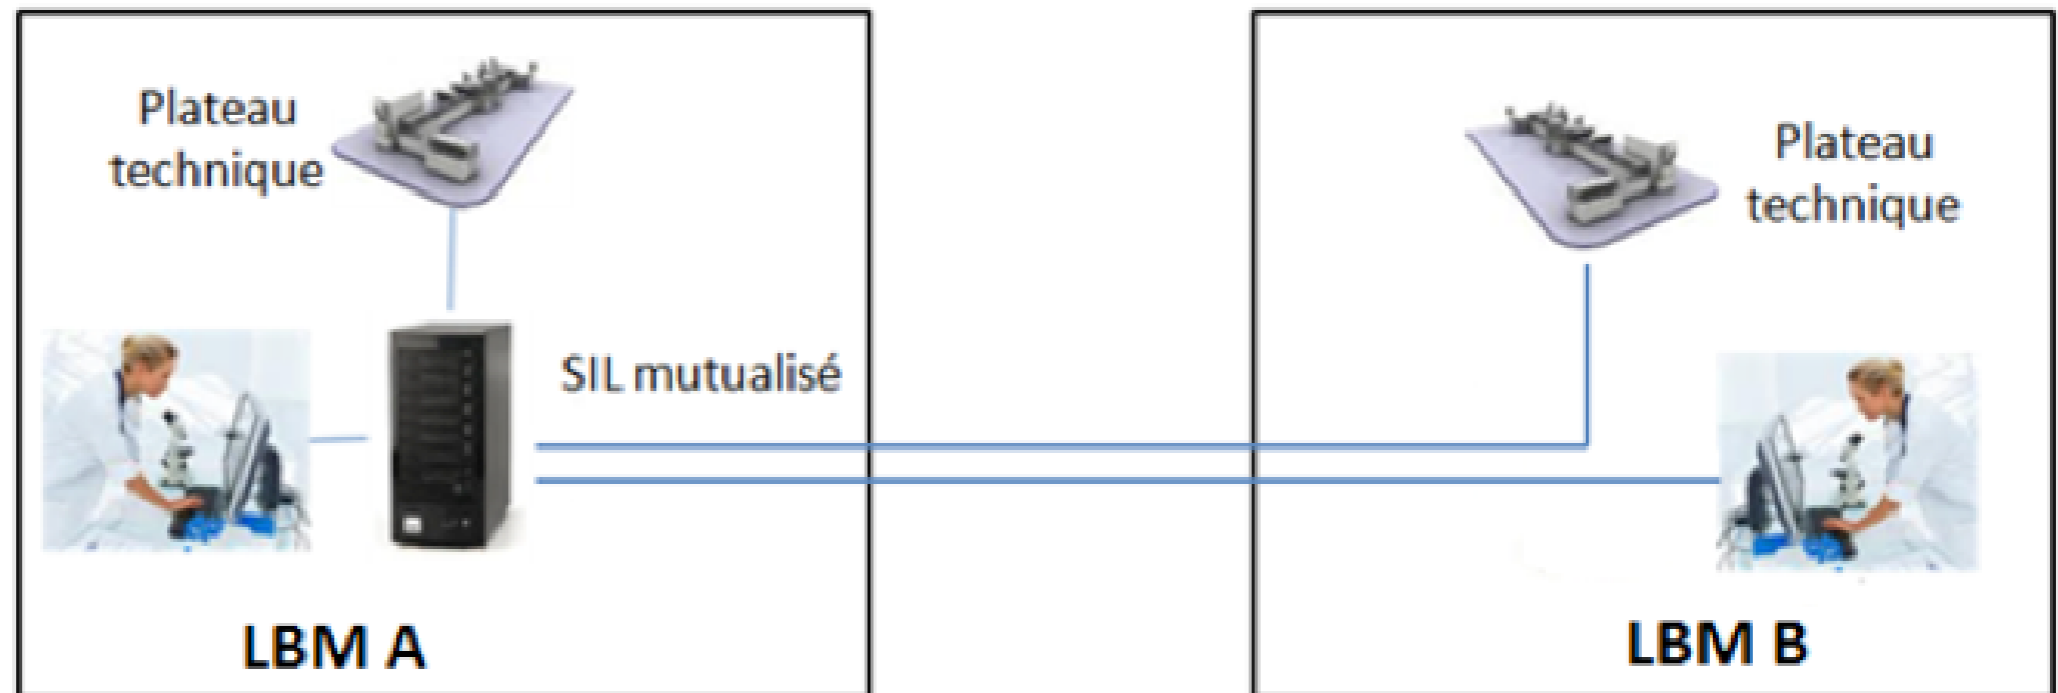 Plateau
technique
Plateau
technique
SIL mutualisé
LBM A
LBM B